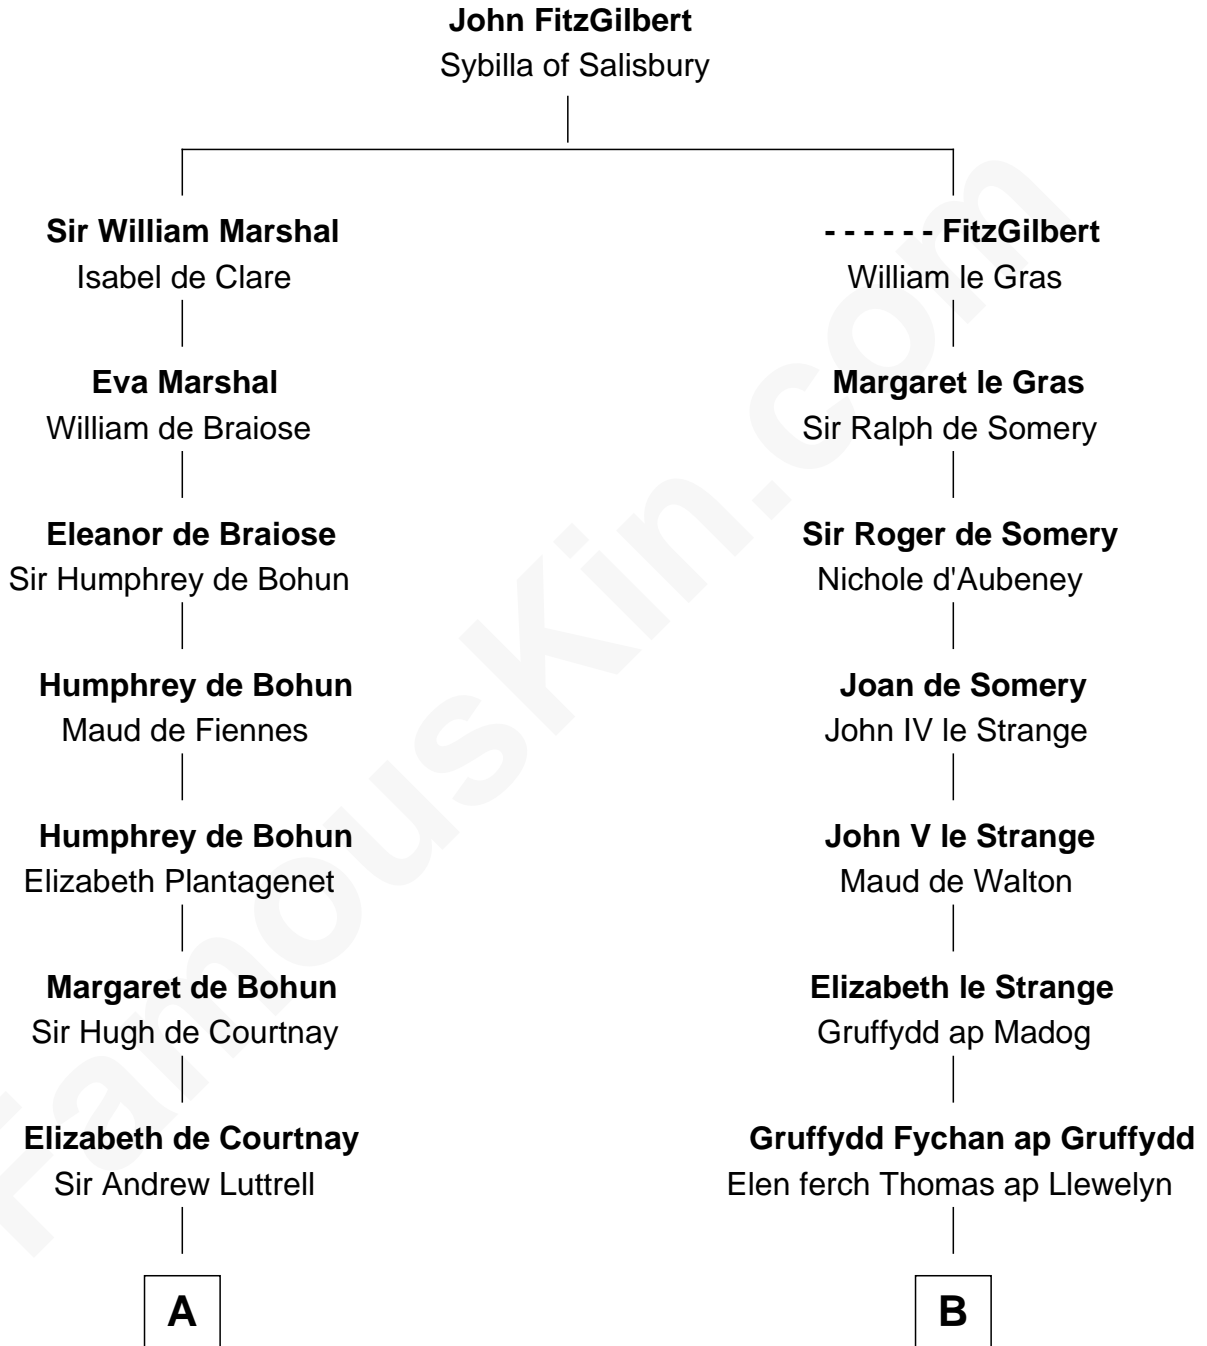 John FitzGilbert
Sybilla of Salisbury
Sir William Marshal
Isabel de Clare
- - - - - - FitzGilbert
William le Gras
Eva Marshal
William de Braiose
Margaret le Gras
Sir Ralph de Somery
Eleanor de Braiose
Sir Humphrey de Bohun
Sir Roger de Somery
Nichole d'Aubeney
Humphrey de Bohun
Maud de Fiennes
Joan de Somery
John IV le Strange
Humphrey de Bohun
Elizabeth Plantagenet
John V le Strange
Maud de Walton
Margaret de Bohun
Sir Hugh de Courtnay
Elizabeth le Strange
Gruffydd ap Madog
Elizabeth de Courtnay
Sir Andrew Luttrell
Gruffydd Fychan ap Gruffydd
Elen ferch Thomas ap Llewelyn
A
B
FamousKin.com